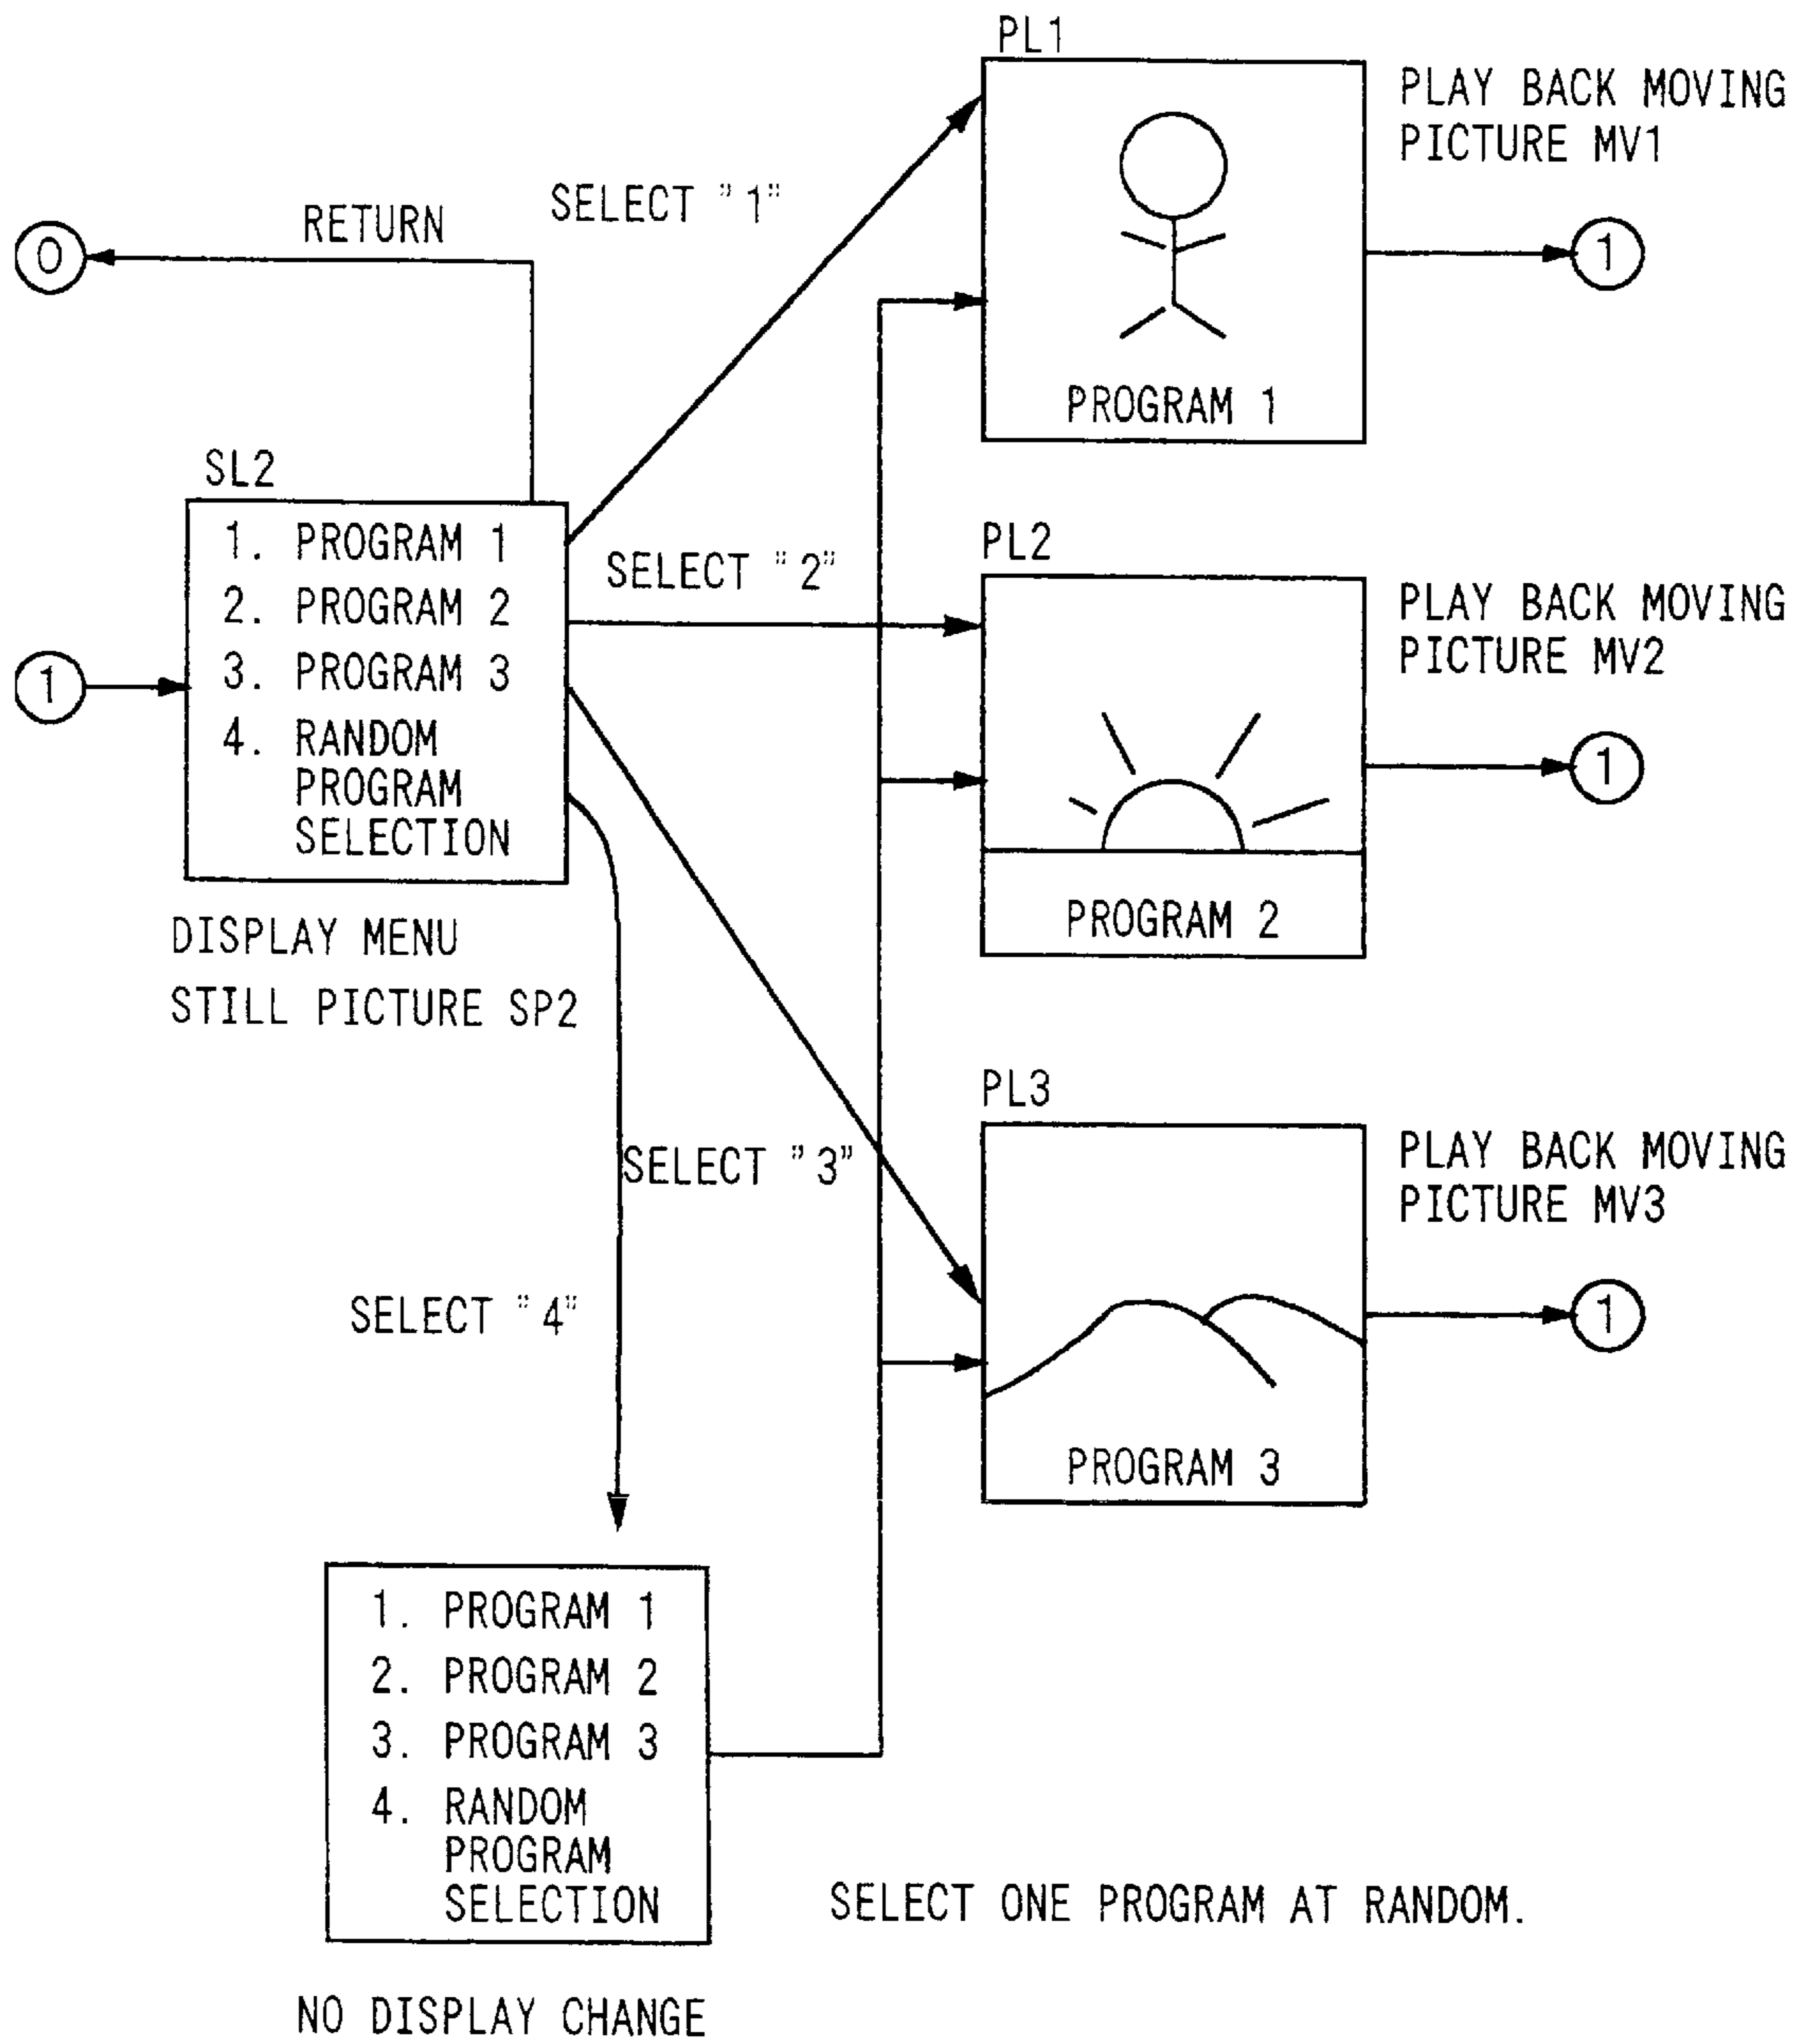 PL1
PLAY BACK MOVING
PICTURE MV1
SELECT "1"
RETURN
0
1
PROGRAM 1
SL2
1. PROGRAM 1
2. PROGRAM 2
3. PROGRAM 3
4. RANDOM
PROGRAM
SELECTION
1
DISPLAY MENU
STILL PICTURE SP2
SELECT "2"
PL2
PLAY BACK MOVING
PICTURE MV2
1
PROGRAM 2
PL3
PLAY BACK MOVING
PICTURE MV3
SELECT "3"
SELECT "4"
1
PROGRAM 3
1. PROGRAM 1
2. PROGRAM 2
3. PROGRAM 3
4. RANDOM
PROGRAM
SELECTION
SELECT ONE PROGRAM AT RANDOM.
NO DISPLAY CHANGE